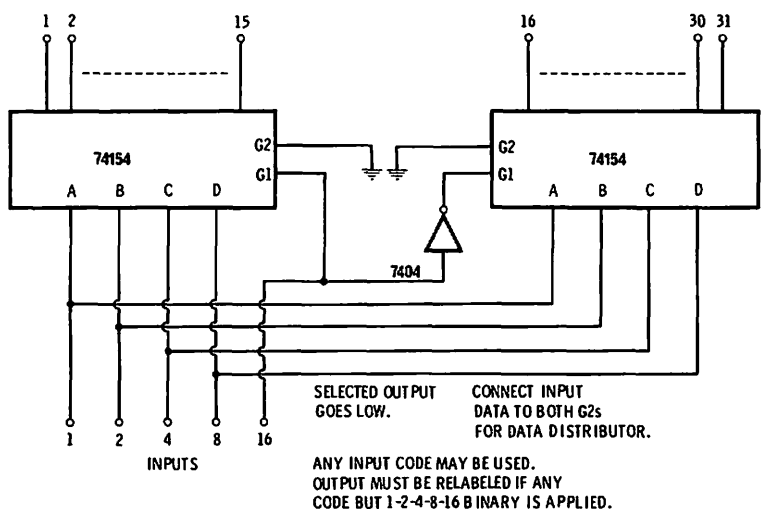 1 2 15 16 30 31
G2 G2
74154 74154
G1 G1
A B C D A B C D
7404
SELECTED OUTPUT
GOES LOW.
CONNECT INPUT
DATA TO BOTH G2s
FOR DATA DISTRIBUTOR.
1 2 4 8 16
INPUTS
ANY INPUT CODE MAY BE USED.
OUTPUT MUST BE RELABELED IF ANY
CODE BUT 1-2-4-8-16 BINARY IS APPLIED.